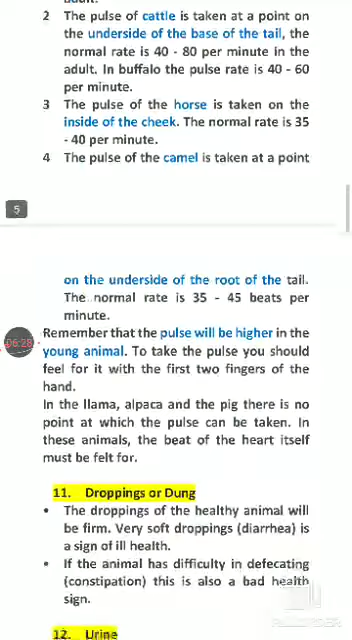 2 The pulse of cattle is taken at a point on
the underside of the base of the tail, the
normal rate is 40 - 80 per minute in the
adult. In buffalo the pulse rate is 40 - 60
per minute.
3 The pulse of the horse is taken on the
inside of the cheek. The normal rate is 35
- 40 per minute.
4 The pulse of the camel is taken at a point
5
on the underside of the root of the tail.
The normal rate is 35 - 45 beats per
minute.
Remember that the pulse will be higher in the
06:28
young animal. To take the pulse you should
feel for it with the first two fingers of the
hand.
In the llama, alpaca and the pig there is no
point at which the pulse can be taken. In
these animals, the beat of the heart itself
must be felt for.
11. Droppings or Dung
• The droppings of the healthy animal will
be firm. Very soft droppings (diarrhea) is
a sign of ill health.
• If the animal has difficulty in defecating
(constipation) this is also a bad health
sign.
12. Urine